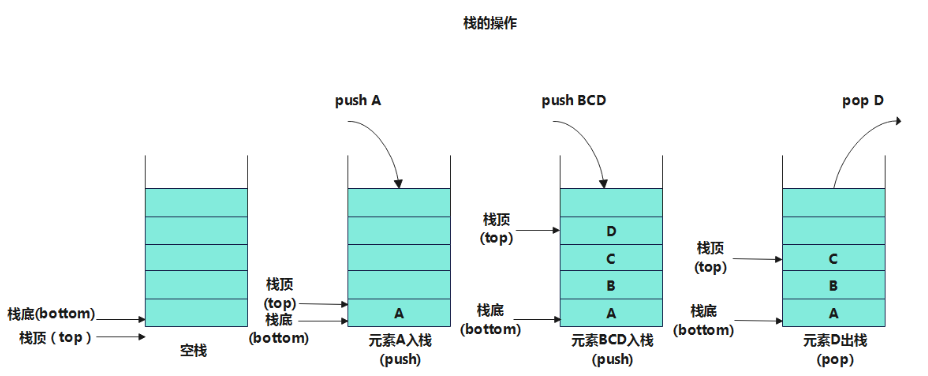 栈的操作
push A
push BCD
pop D
栈底(bottom)
栈顶（top）
空栈
栈顶
(top)
栈底
(bottom)
A
元素A入栈
(push)
栈顶
(top)
栈底
(bottom)
D
C
B
A
元素BCD入栈
(push)
栈顶
(top)
栈底
(bottom)
C
B
A
元素D出栈
(pop)